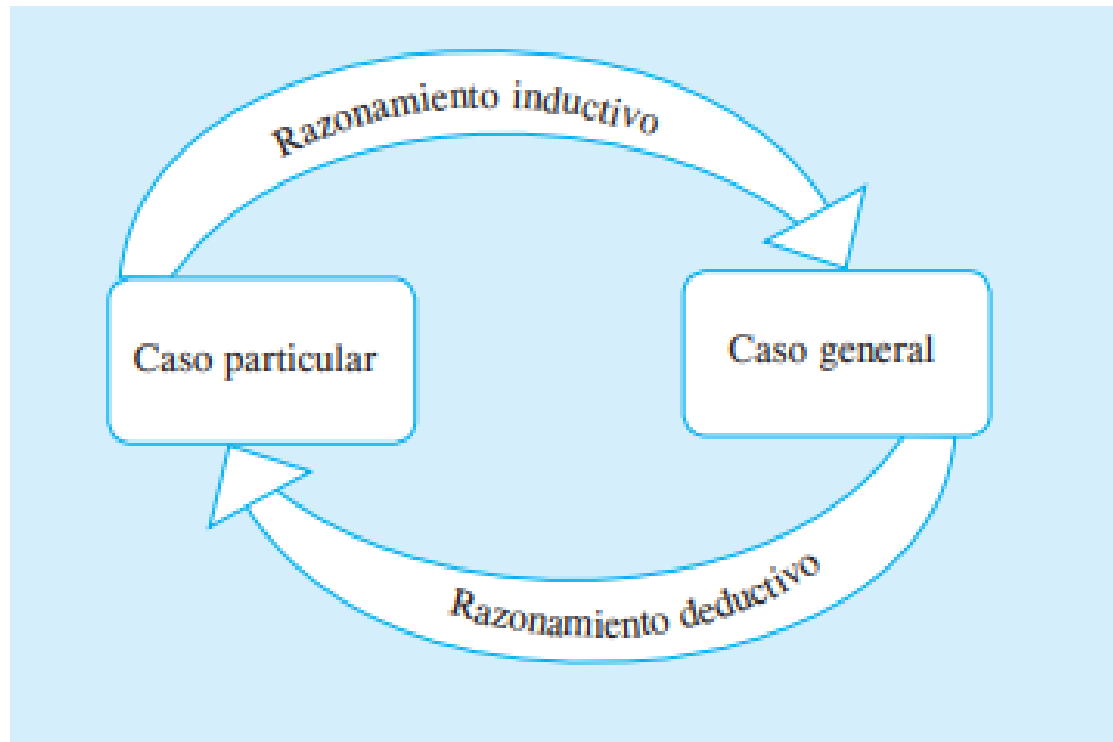 Razonamiento inductivo
Caso particular
Caso general
Razonamiento deductivo